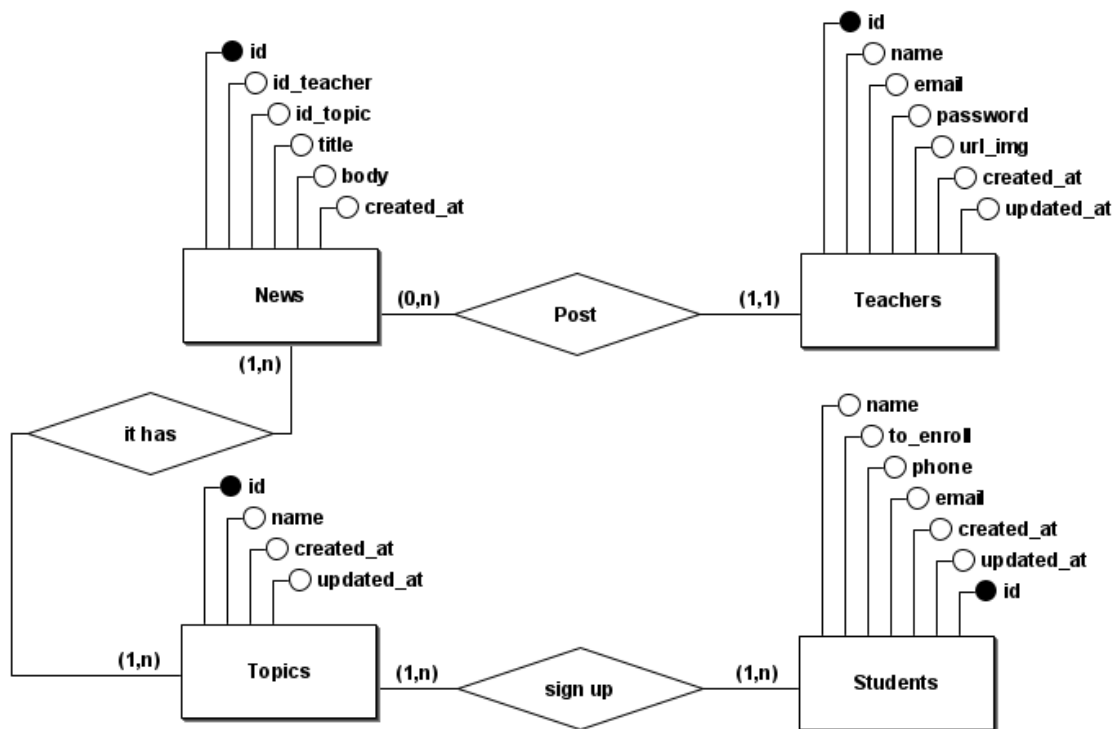 id
id_teacher
id_topic
title
body
created_at
News
(0,n)
Post
(1,1)
id
name
email
password
url_img
created_at
updated_at
Teachers
(1,n)
it has
(1,n)
id
name
created_at
updated_at
Topics
(1,n)
sign up
(1,n)
name
to_enroll
phone
email
created_at
updated_at
id
Students